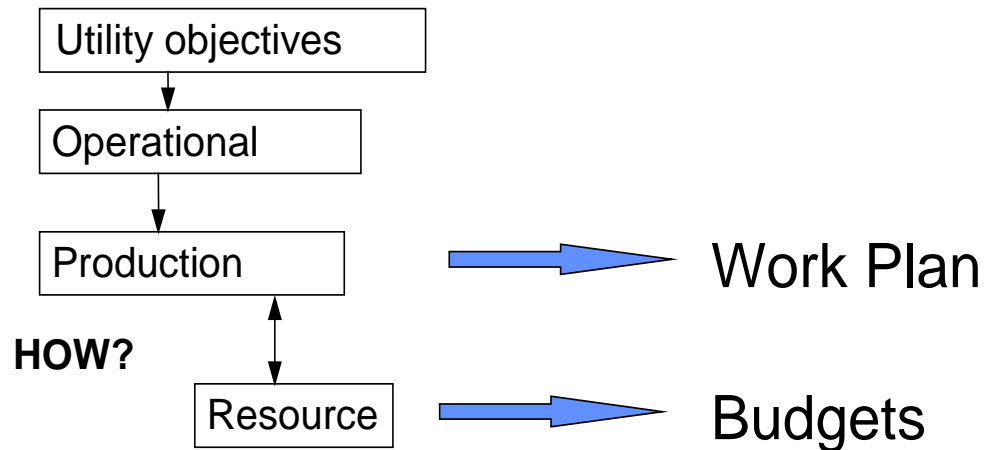 Utility objectives
Operational
Production
Work Plan
HOW?
Resource
Budgets